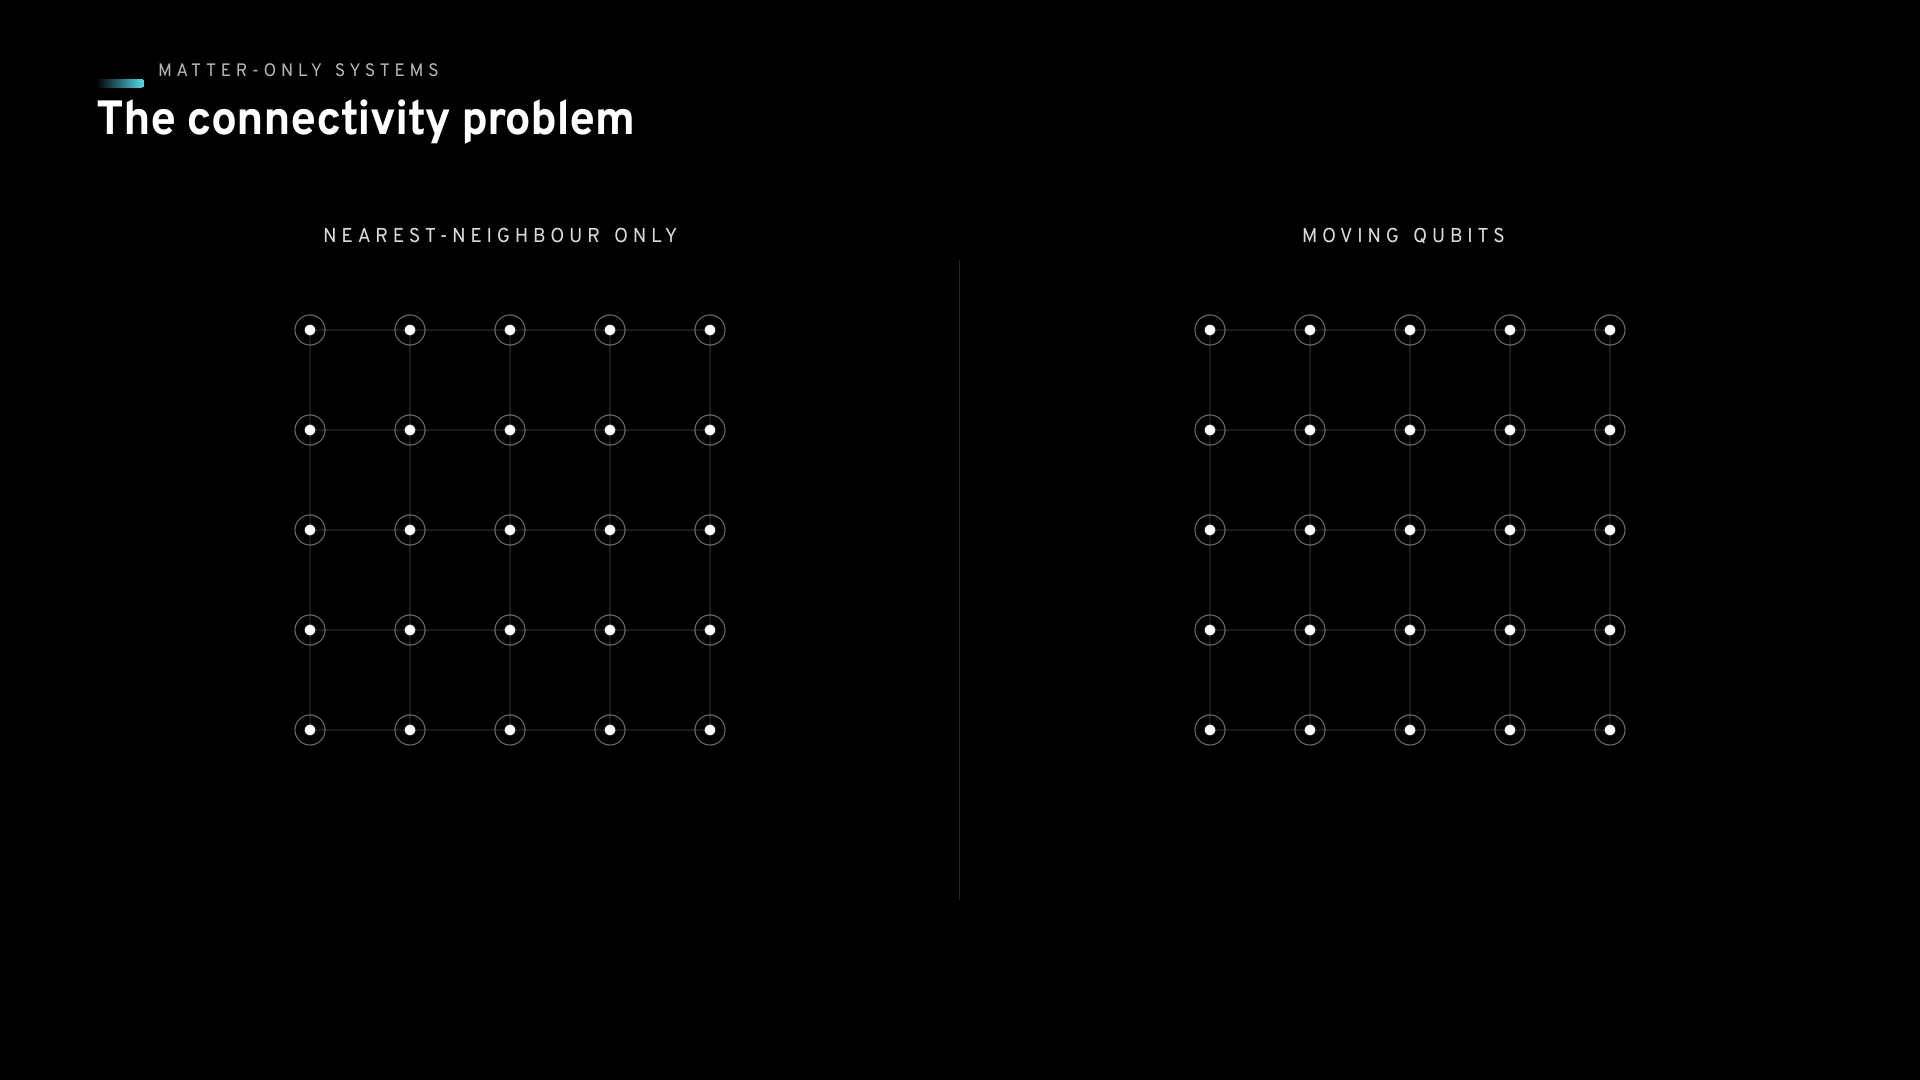 MATTER-ONLY SYSTEMS
The connectivity problem
NEAREST-NEIGHBOUR ONLY
MOVING QUBITS